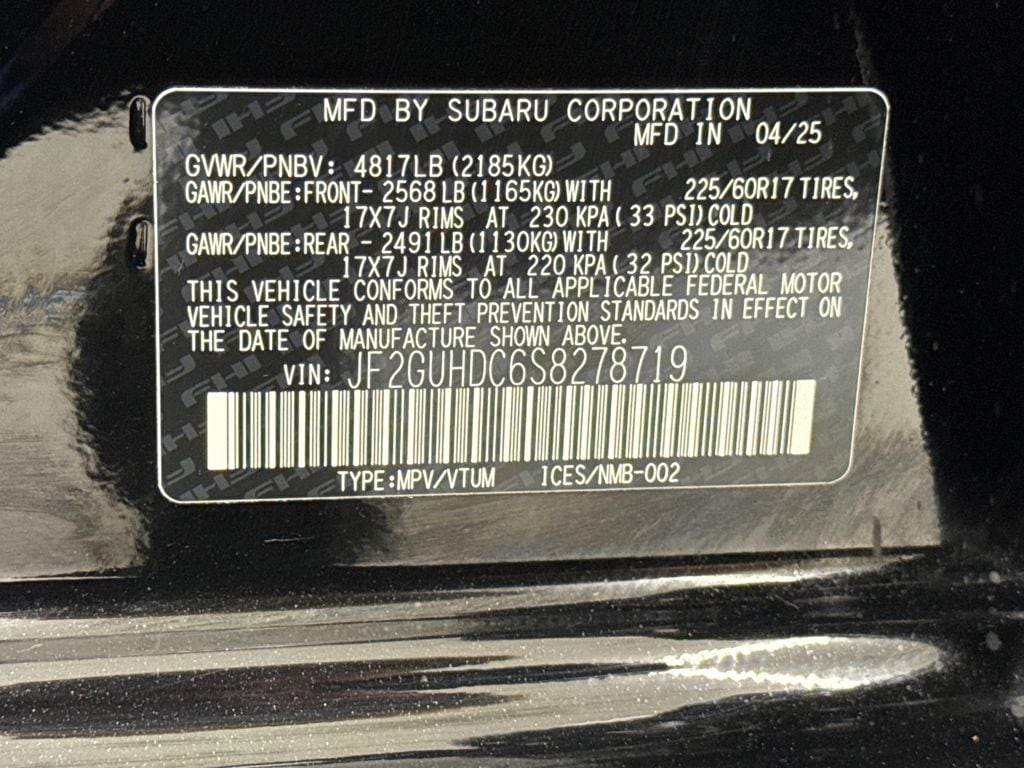 MFD BY SUBARU CORPORATION
MFD IN 04/25
GVWR/PNBV: 4817LB (2185KG)
GAWR/PNBE:FRONT- 2568 LB (1165KG) WITH 225/60R17 TIRES,
17X7J RIMS AT 230 KPA ( 33 PSI) COLD
GAWR/PNBE:REAR - 2491 LB (1130KG) WITH 225/60R17 TIRES,
17X7J RIMS AT 220 KPA ( 32 PSI) COLD
THIS VEHICLE CONFORMS TO ALL APPLICABLE FEDERAL MOTOR
VEHICLE SAFETY AND THEFT PREVENTION STANDARDS IN EFFECT ON
THE DATE OF MANUFACTURE SHOWN ABOVE.
VIN: JF2GUHDC6S8278719
TYPE:MPV/VTUM ICES/NMB-002